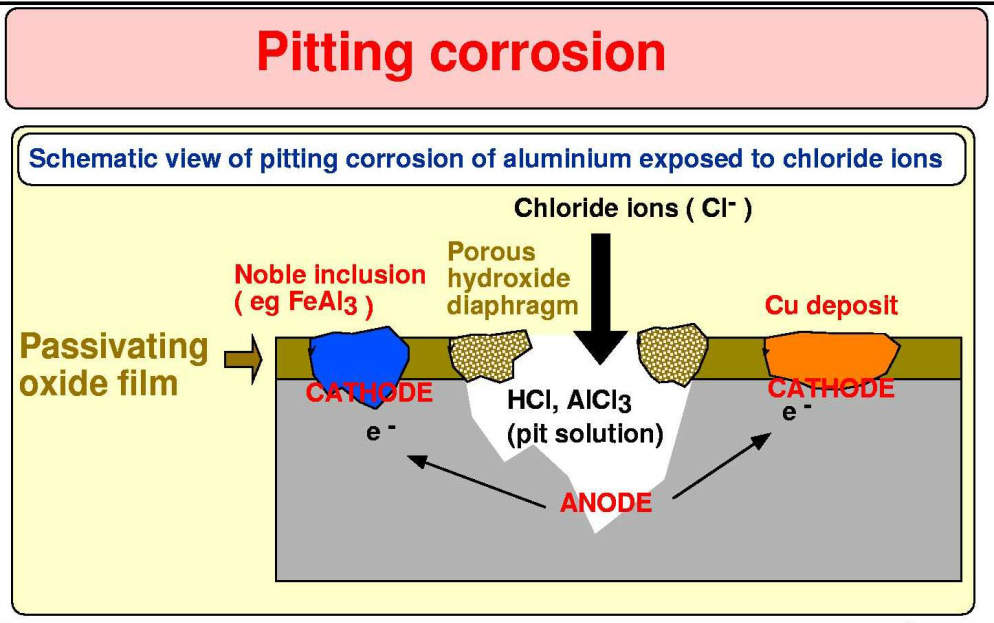 Pitting corrosion
Schematic view of pitting corrosion of aluminium exposed to chloride ions
Chloride ions ( Cl⁻ )
Porous
hydroxide
diaphragm
Noble inclusion
( eg FeAl₃ )
Cu deposit
Passivating
oxide film
CATHODE
e⁻
HCl, AlCl₃
(pit solution)
CATHODE
e⁻
ANODE